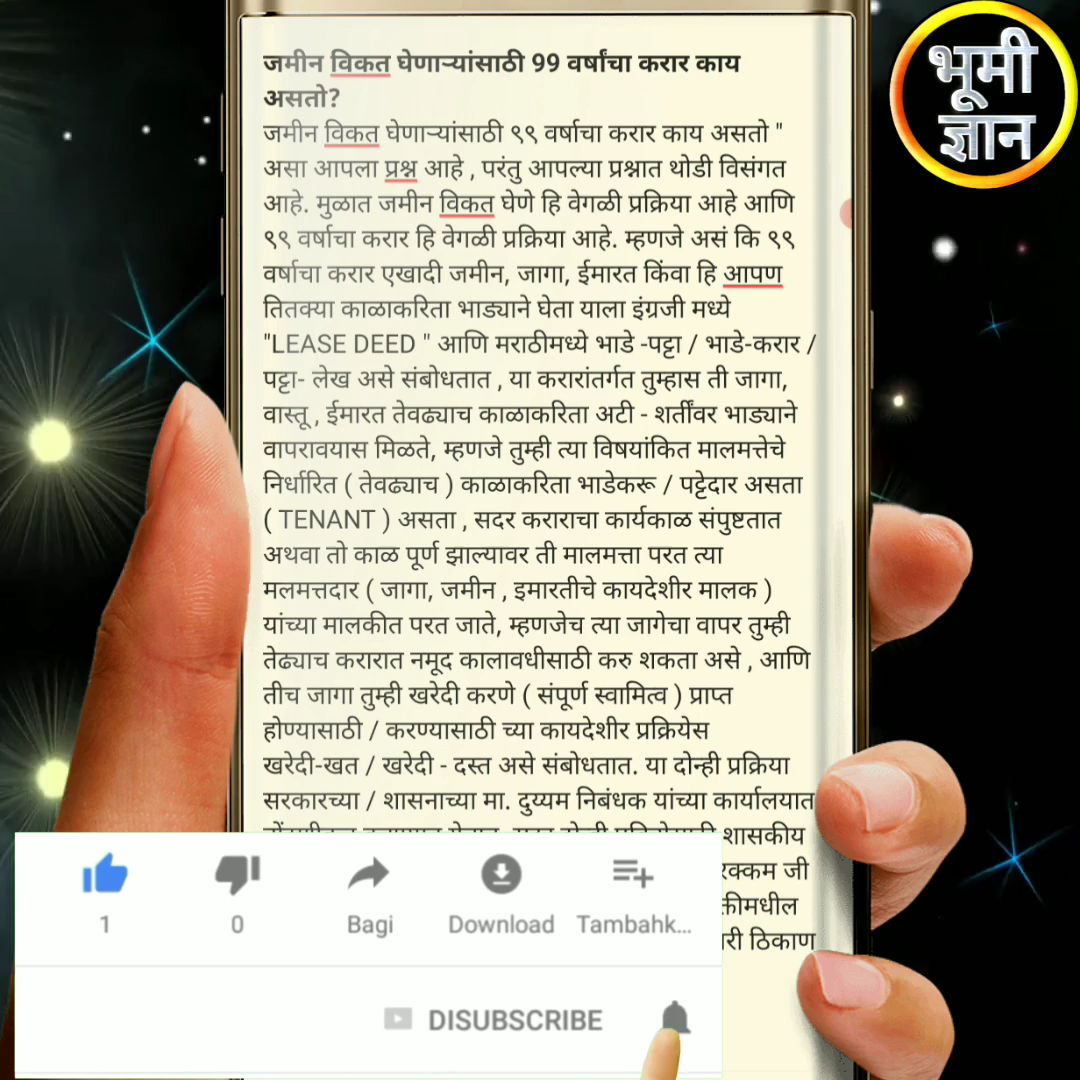 जमीन विकत घेणाऱ्यांसाठी 99 वर्षांचा करार काय
असतो?
जमीन विकत घेणाऱ्यांसाठी ९९ वर्षाचा करार काय असतो "
असा आपला प्रश्न आहे , परंतु आपल्या प्रश्नात थोडी विसंगत
आहे. मुळात जमीन विकत घेणे हि वेगळी प्रक्रिया आहे आणि
९९ वर्षाचा करार हि वेगळी प्रक्रिया आहे. म्हणजे असं कि ९९
वर्षाचा करार एखादी जमीन, जागा, ईमारत किंवा हि आपण
तितक्या काळाकरिता भाड्याने घेता याला इंग्रजी मध्ये
"LEASE DEED " आणि मराठीमध्ये भाडे -पट्टा / भाडे-करार /
पट्टा- लेख असे संबोधतात , या करारांतर्गत तुम्हास ती जागा,
वास्तू , ईमारत तेवढ्याच काळाकरिता अटी - शर्तीवर भाड्याने
वापरावयास मिळते, म्हणजे तुम्ही त्या विषयांकित मालमत्तेचे
निर्धारित ( तेवढ्याच ) काळाकरिता भाडेकरू / पट्टेदार असता
( TENANT ) असता , सदर कराराचा कार्यकाळ संपुष्टतात
अथवा तो काळ पूर्ण झाल्यावर ती मालमत्ता परत त्या
मलमत्तदार ( जागा, जमीन , इमारतीचे कायदेशीर मालक )
यांच्या मालकीत परत जाते, म्हणजेच त्या जागेचा वापर तुम्ही
तेढ्याच करारात नमूद कालावधीसाठी करु शकता असे , आणि
तीच जागा तुम्ही खरेदी करणे ( संपूर्ण स्वामित्व ) प्राप्त
होण्यासाठी / करण्यासाठी च्या कायदेशीर प्रक्रियेस
खरेदी-खत / खरेदी - दस्त असे संबोधतात. या दोन्ही प्रक्रिया
सरकारच्या / शासनाच्या मा. दुय्यम निबंधक यांच्या कार्यालयात
शासकीय
रक्कम जी
री ठिकाण
भूमी
ज्ञान
1 0 Bagi Download Tambahk...
DISUBSCRIBE